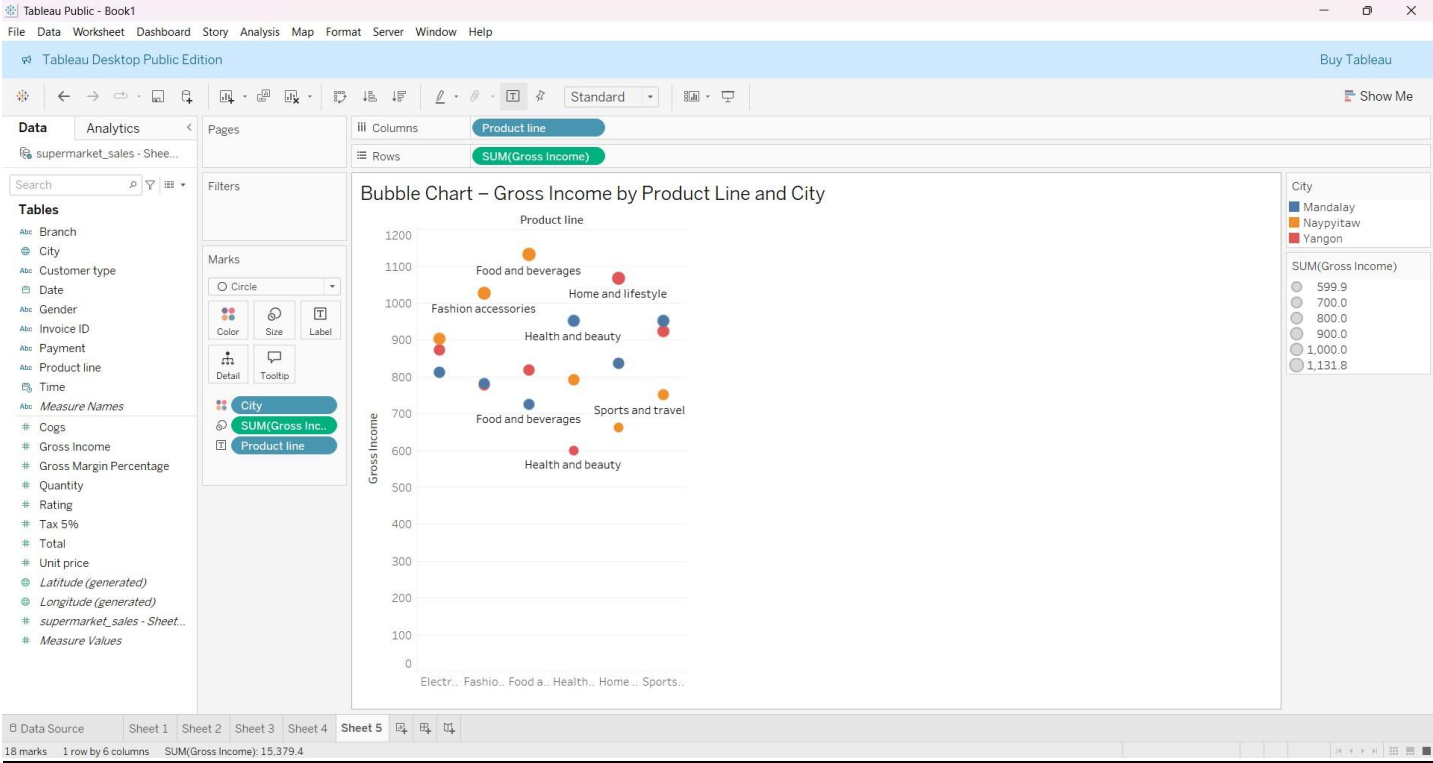 Tableau Public - Book1
File Data Worksheet Dashboard Story Analysis Map Format Server Window Help
Tableau Desktop Public Edition
Buy Tableau
Standard
Show Me
Data
Analytics
supermarket_sales - Shee...
Search
Tables
Abc Branch
City
Abc Customer type
Date
Abc Gender
Abc Invoice ID
Abc Payment
Abc Product line
Time
Abc Measure Names
# Cogs
# Gross Income
# Gross Margin Percentage
# Quantity
# Rating
# Tax 5%
# Total
# Unit price
Latitude (generated)
Longitude (generated)
# supermarket_sales - Sheet...
# Measure Values
Pages
Filters
Marks
Circle
Color
Size
Label
Detail
Tooltip
City
SUM(Gross Inc..
Product line
Columns
Product line
Rows
SUM(Gross Income)
Bubble Chart – Gross Income by Product Line and City
Product line
1200
1100
1000
900
800
700
600
500
400
300
200
100
0
Gross Income
Food and beverages
Home and lifestyle
Fashion accessories
Health and beauty
Sports and travel
Food and beverages
Health and beauty
Electr.. Fashio.. Food a.. Health.. Home .. Sports..
City
Mandalay
Naypyitaw
Yangon
SUM(Gross Income)
599.9
700.0
800.0
900.0
1,000.0
1,131.8
Data Source
Sheet 1
Sheet 2
Sheet 3
Sheet 4
Sheet 5
18 marks 1 row by 6 columns SUM(Gross Income): 15,379.4